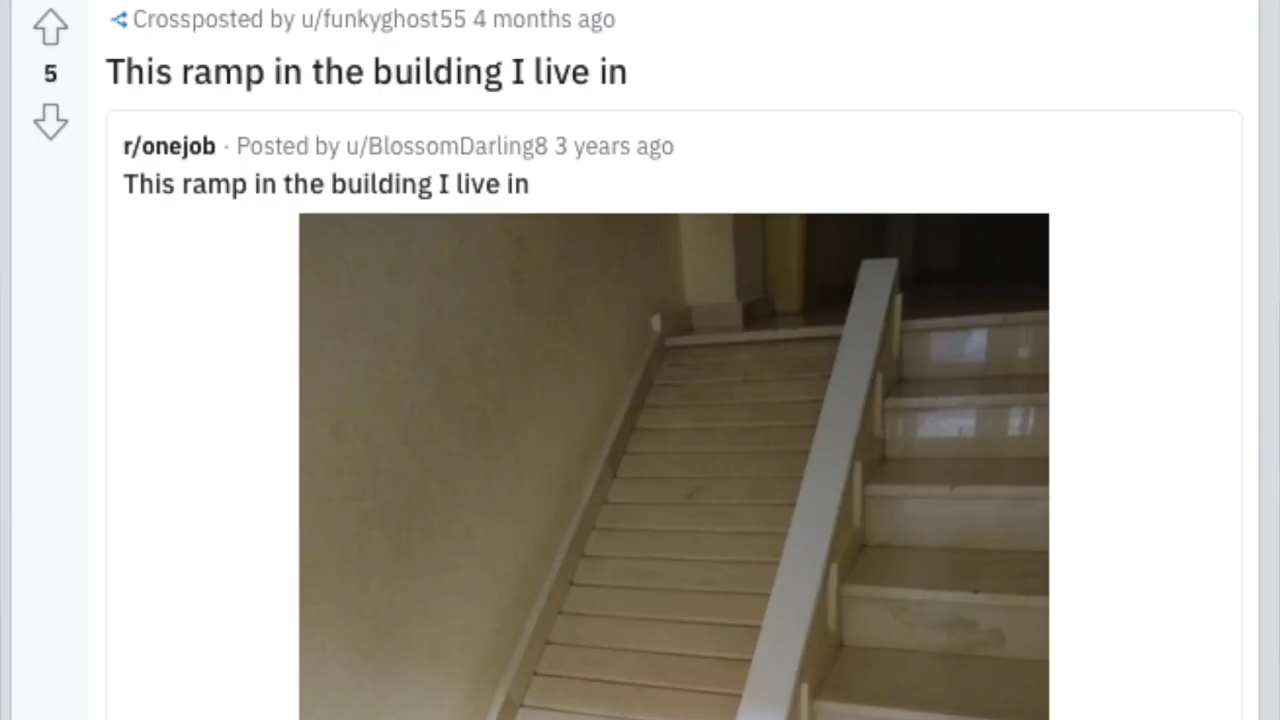 Crossposted by u/funkyghost55 4 months ago
5
This ramp in the building I live in
r/onejob · Posted by u/BlossomDarling8 3 years ago
This ramp in the building I live in